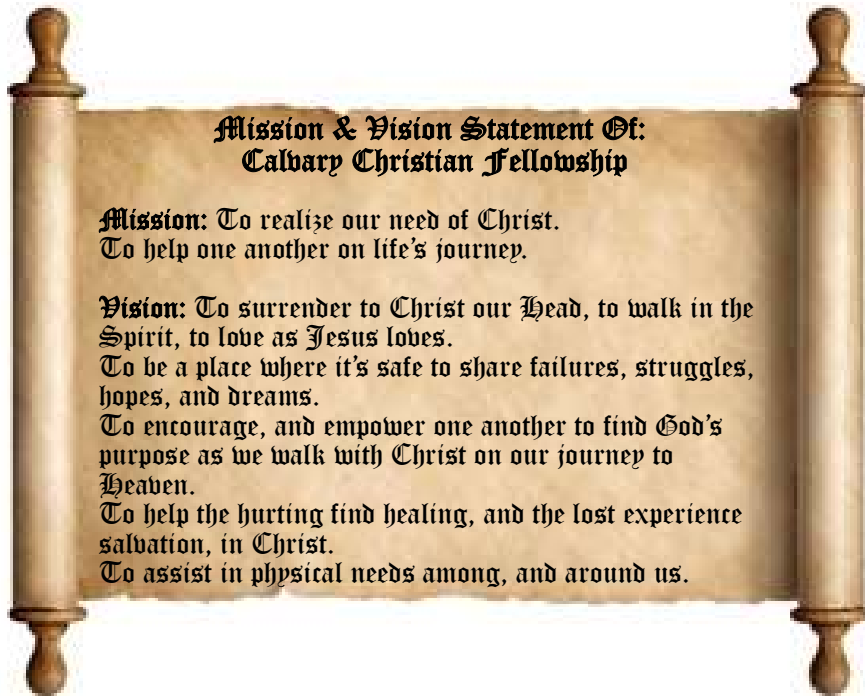 Mission & Vision Statement Of:
Calvary Christian Fellowship
Mission: To realize our need of Christ.
To help one another on life's journey.
Vision: To surrender to Christ our Head, to walk in the
Spirit, to love as Jesus loves.
To be a place where it's safe to share failures, struggles,
hopes, and dreams.
To encourage, and empower one another to find God's
purpose as we walk with Christ on our journey to
Heaven.
To help the hurting find healing, and the lost experience
salvation, in Christ.
To assist in physical needs among, and around us.